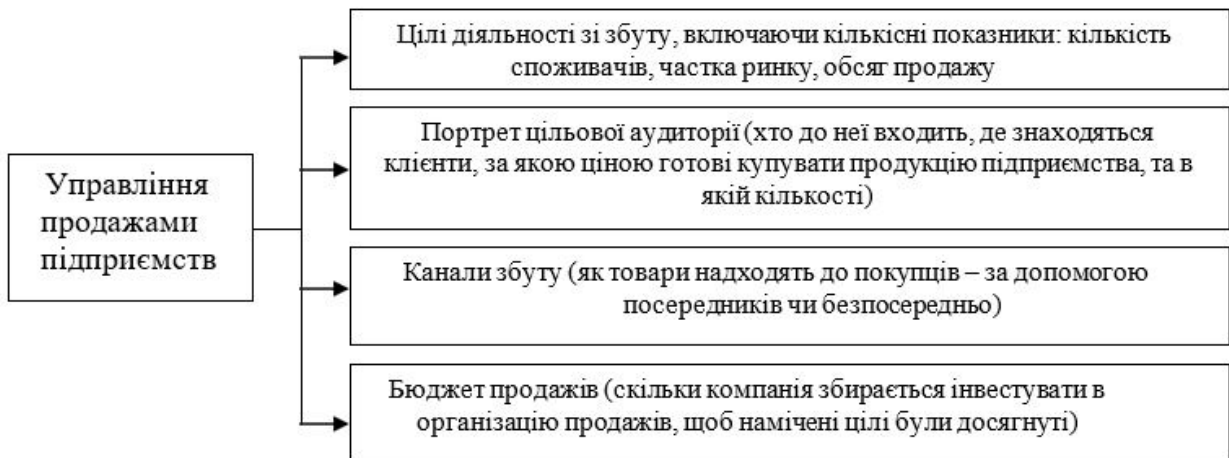 Цілі діяльності зі збуту, включаючи кількісні показники: кількість
споживачів, частка ринку, обсяг продажу
Портрет цільової аудиторії (хто до неї входить, де знаходяться
клієнти, за якою ціною готові купувати продукцію підприємства, та в
якій кількості)
Управління
продажами
підприємств
Канали збуту (як товари надходять до покупців – за допомогою
посередників чи безпосередньо)
Бюджет продажів (скільки компанія збирається інвестувати в
організацію продажів, щоб намічені цілі були досягнуті)